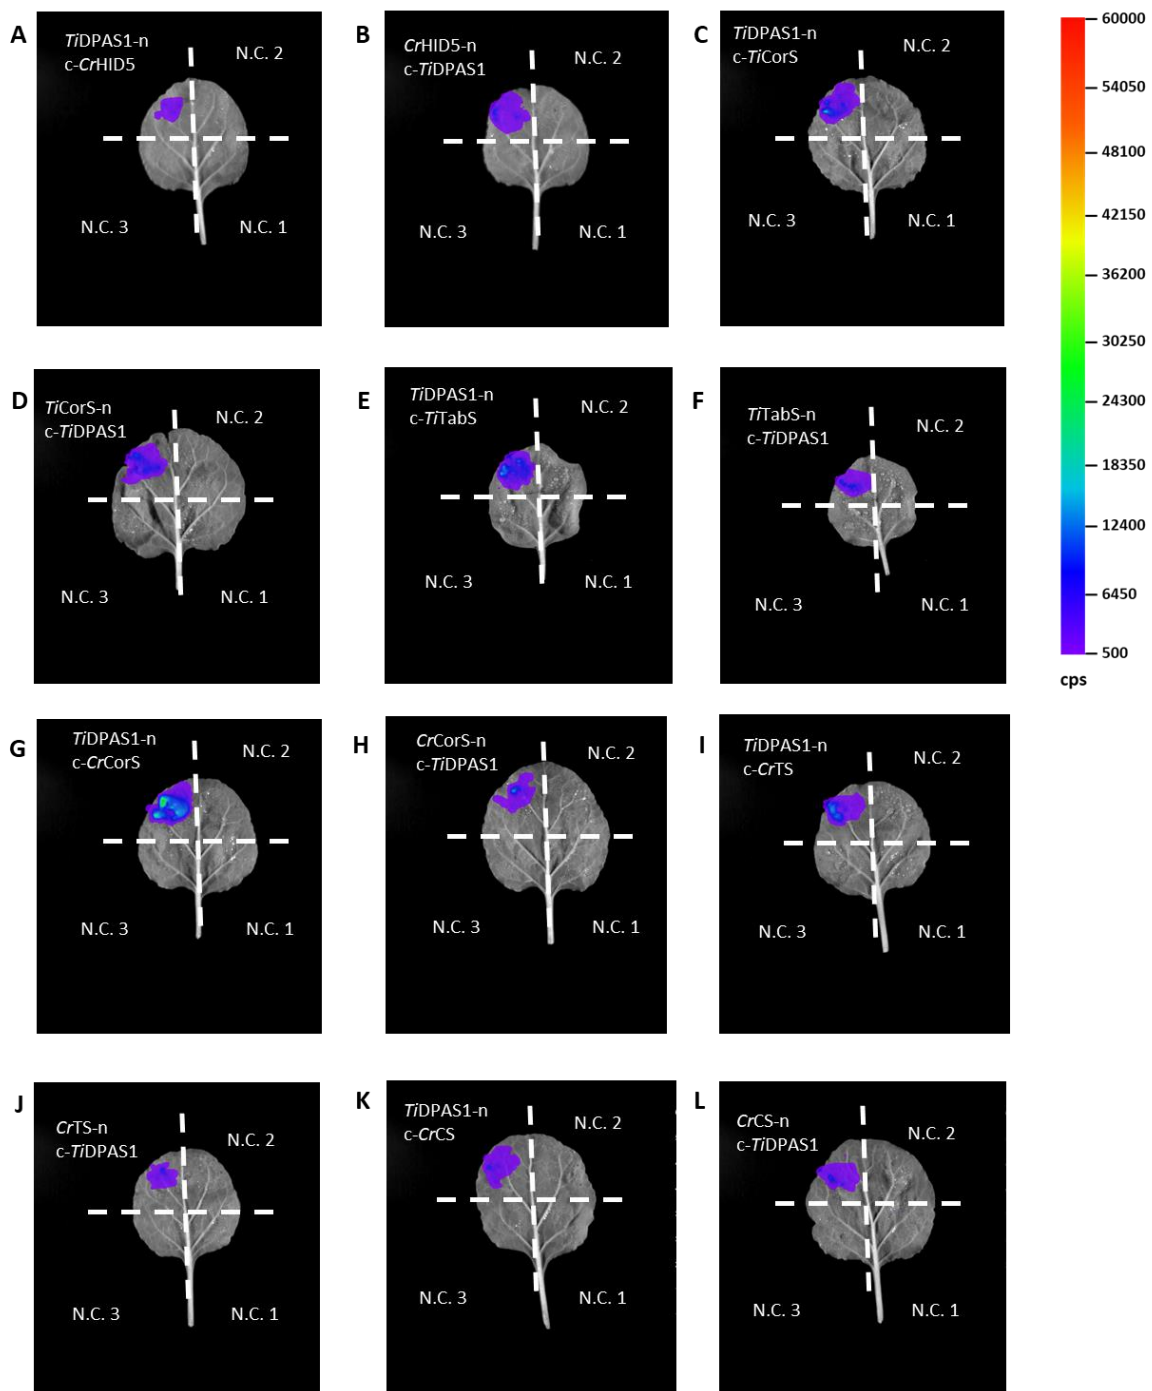 A
TiDPAS1-n
c-CrHID5
N.C. 2
N.C. 3
N.C. 1
B
CrHID5-n
c-TiDPAS1
N.C. 2
N.C. 3
N.C. 1
C
TiDPAS1-n
c-TiCorS
N.C. 2
N.C. 3
N.C. 1
60000
54050
48100
42150
36200
30250
24300
18350
12400
6450
500
cps
D
TiCorS-n
c-TiDPAS1
N.C. 2
N.C. 3
N.C. 1
E
TiDPAS1-n
c-TiTabS
N.C. 2
N.C. 3
N.C. 1
F
TiTabS-n
c-TiDPAS1
N.C. 2
N.C. 3
N.C. 1
G
TiDPAS1-n
c-CrCorS
N.C. 2
N.C. 3
N.C. 1
H
CrCorS-n
c-TiDPAS1
N.C. 2
N.C. 3
N.C. 1
I
TiDPAS1-n
c-CrTS
N.C. 2
N.C. 3
N.C. 1
J
CrTS-n
c-TiDPAS1
N.C. 2
N.C. 3
N.C. 1
K
TiDPAS1-n
c-CrCS
N.C. 2
N.C. 3
N.C. 1
L
CrCS-n
c-TiDPAS1
N.C. 2
N.C. 3
N.C. 1